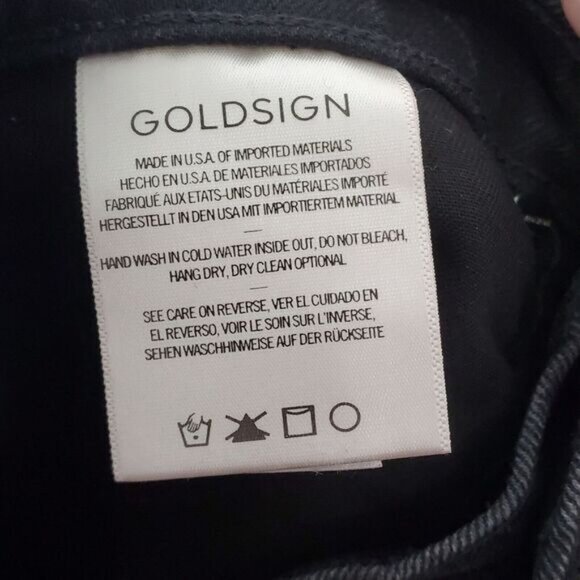 GOLDSIGN
MADE IN U.S.A. OF IMPORTED MATERIALS
HECHO EN U.S.A. DE MATERIALES IMPORTADOS
FABRIQUÉ AUX ETATS-UNIS DU MATÉRIALES IMPORTÉ
HERGESTELLT IN DEN USA MIT IMPORTIERTEM MATERIAL
HAND WASH IN COLD WATER INSIDE OUT, DO NOT BLEACH,
HANG DRY, DRY CLEAN OPTIONAL
SEE CARE ON REVERSE, VER EL CUIDADO EN
EL REVERSO, VOIR LE SOIN SUR L'INVERSE,
SEHEN WASCHHINWEISE AUF DER RÜCKSEITE